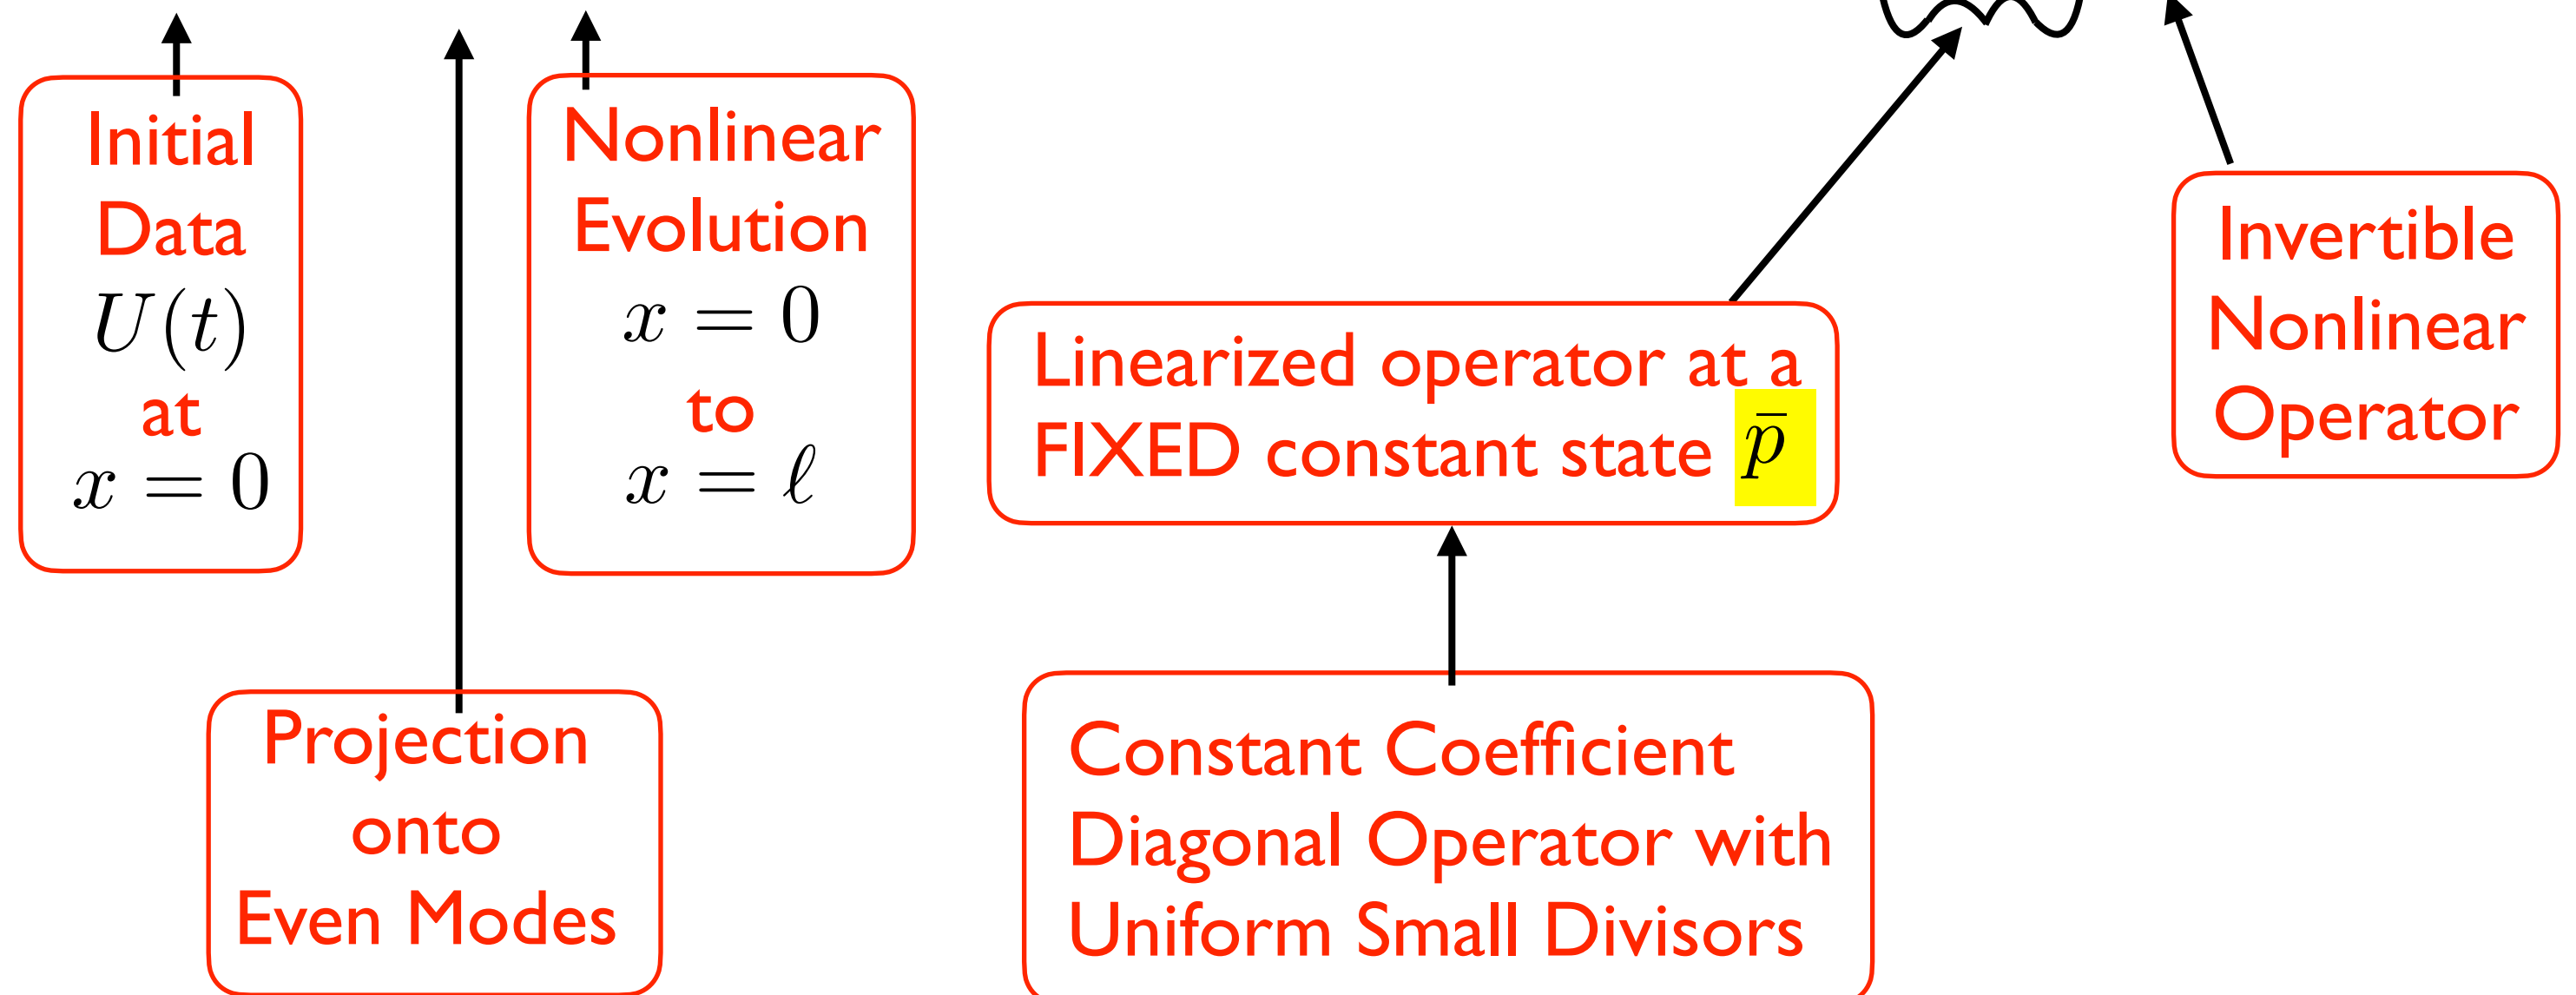 Initial
Data
U(t)
at
x = 0
Nonlinear
Evolution
x = 0
to
x = ℓ
Linearized operator at a
FIXED constant state p̄
Invertible
Nonlinear
Operator
Projection
onto
Even Modes
Constant Coefficient
Diagonal Operator with
Uniform Small Divisors